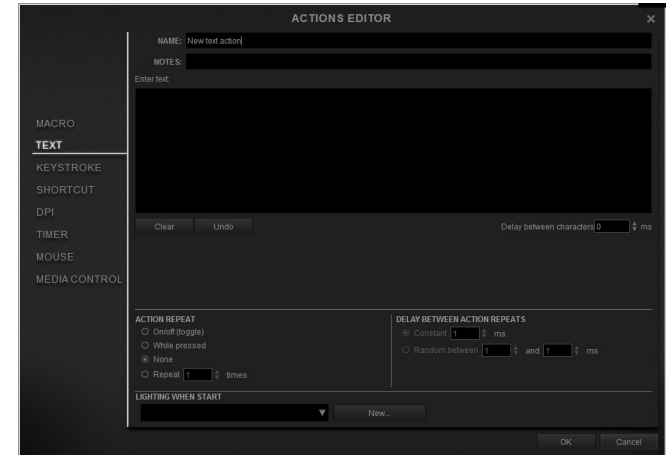 ACTIONS EDITOR
NAME: New text action
NOTES:
Enter text:
MACRO
TEXT
KEYSTROKE
SHORTCUT
DPI
TIMER
MOUSE
MEDIA CONTROL
Clear Undo Delay between characters 0 ms
ACTION REPEAT
On/off (toggle)
While pressed
None
Repeat 1 times
DELAY BETWEEN ACTION REPEATS
Constant 1 ms
Random between 1 and 1 ms
LIGHTING WHEN START
New...
OK Cancel